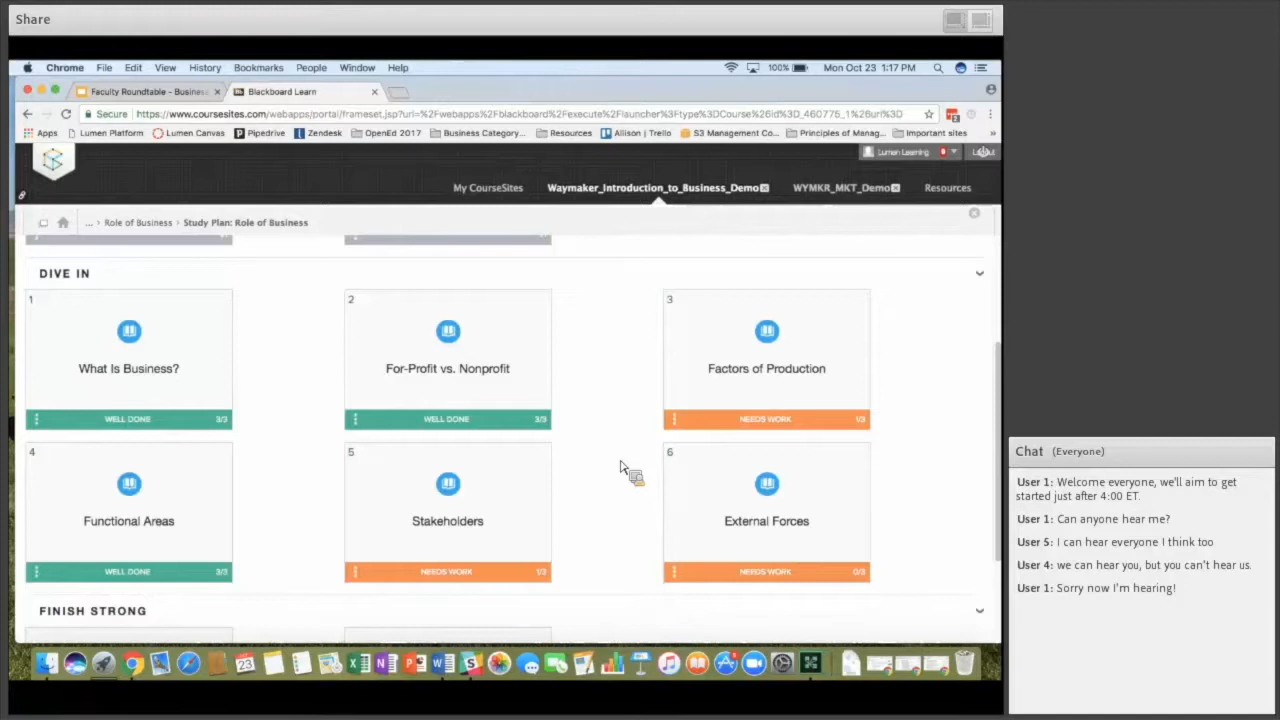 Share
Chrome File Edit View History Bookmarks People Window Help 100% Mon Oct 23 1:17 PM
Faculty Roundtable - Business × Bb Blackboard Learn ×
Secure https://www.coursesites.com/webapps/portal/frameset.jsp?url=%2Fwebapps%2Fblackboard%2Fexecute%2Flauncher%3Ftype%3DCourse%26id%3D_460775_1%26url%3D
Apps Lumen Platform Lumen Canvas Pipedrive Zendesk OpenEd 2017 Business Category... Resources Allison | Trello S3 Management Co... Principles of Manag... Important sites »
Lumen Learning
My CourseSites Waymaker_Introduction_to_Business_Demo WYMKR_MKT_Demo Resources
... › Role of Business › Study Plan: Role of Business
DIVE IN
1 2 3
What Is Business? For-Profit vs. Nonprofit Factors of Production
WELL DONE 3/3 WELL DONE 3/3 NEEDS WORK 1/3
4 5 6
Functional Areas Stakeholders External Forces
WELL DONE 3/3 NEEDS WORK 1/3 NEEDS WORK 0/3
FINISH STRONG
23
Chat (Everyone)
User 1: Welcome everyone, we'll aim to get
started just after 4:00 ET.
User 1: Can anyone hear me?
User 5: I can hear everyone I think too
User 4: we can hear you, but you can't hear us.
User 1: Sorry now I'm hearing!